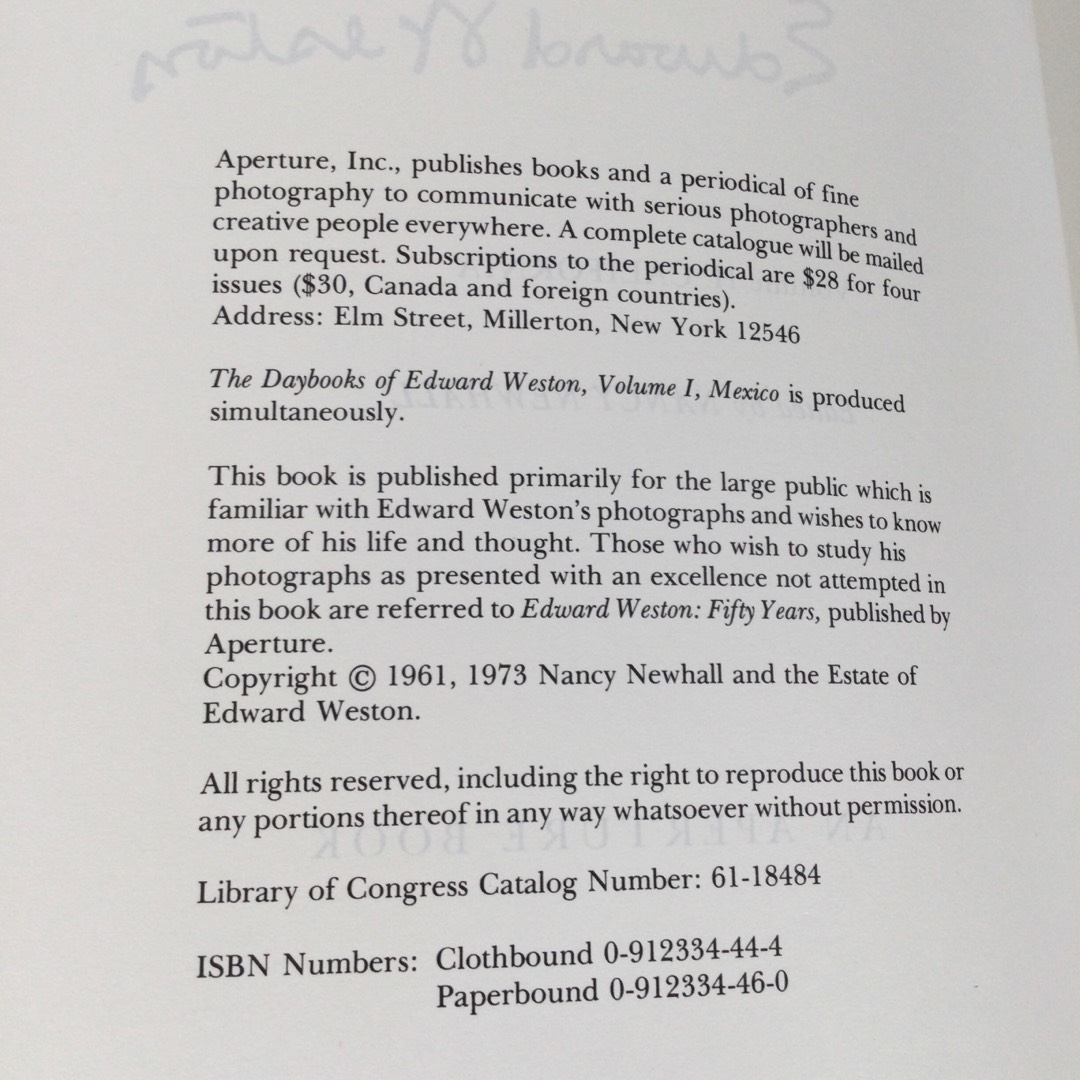 Edward Weston
Aperture, Inc., publishes books and a periodical of fine
photography to communicate with serious photographers and
creative people everywhere. A complete catalogue will be mailed
upon request. Subscriptions to the periodical are $28 for four
issues ($30, Canada and foreign countries).
Address: Elm Street, Millerton, New York 12546
The Daybooks of Edward Weston, Volume I, Mexico is produced
simultaneously.
This book is published primarily for the large public which is
familiar with Edward Weston's photographs and wishes to know
more of his life and thought. Those who wish to study his
photographs as presented with an excellence not attempted in
this book are referred to Edward Weston: Fifty Years, published by
Aperture.
Copyright © 1961, 1973 Nancy Newhall and the Estate of
Edward Weston.
All rights reserved, including the right to reproduce this book or
any portions thereof in any way whatsoever without permission.
AN APERTURE BOOK
Library of Congress Catalog Number: 61-18484
ISBN Numbers: Clothbound 0-912334-44-4
Paperbound 0-912334-46-0